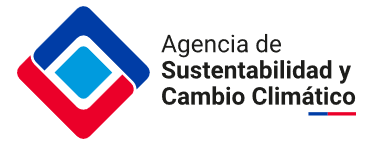 Agencia de
Sustentabilidad y
Cambio Climático